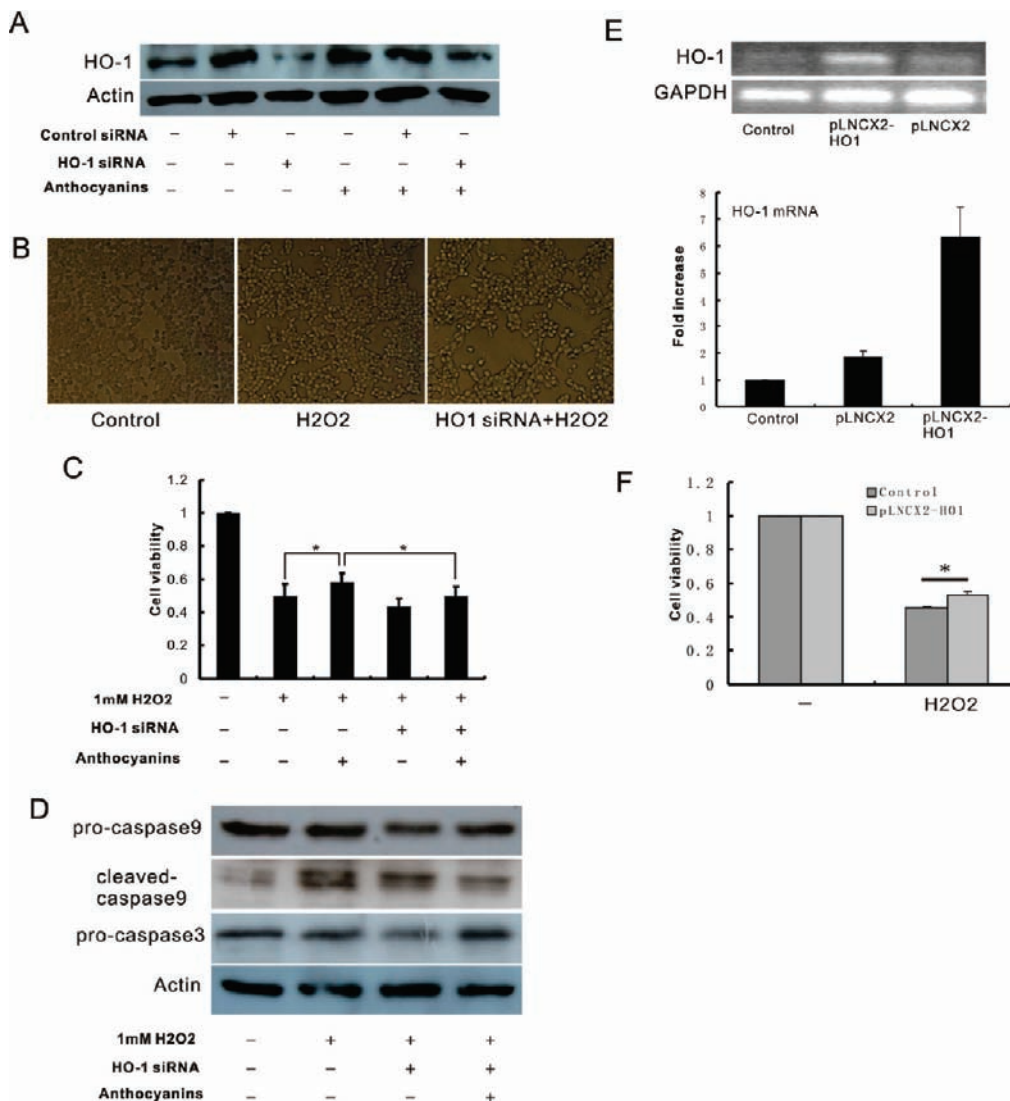 A
HO-1
Actin
Control siRNA − + − − + −
HO-1 siRNA − − + − − +
Anthocyanins − − − + + +
B
Control H2O2 HO1 siRNA+H2O2
C
Cell viability
1.2
1
0.8
0.6
0.4
0.2
0
* *
1mM H2O2 − + + + +
HO-1 siRNA − − − + +
Anthocyanins − − + − +
D
pro-caspase9
cleaved-
caspase9
pro-caspase3
Actin
1mM H2O2 − + + +
HO-1 siRNA − − + +
Anthocyanins − − − +
E
HO-1
GAPDH
Control pLNCX2- pLNCX2
HO1
HO-1 mRNA
Fold increase
8
7
6
5
4
3
2
1
0
Control pLNCX2 pLNCX2-
HO1
F
Cell viability
1.2
1
0.8
0.6
0.4
0.2
0
Control
pLNCX2-HO1
*
− H2O2